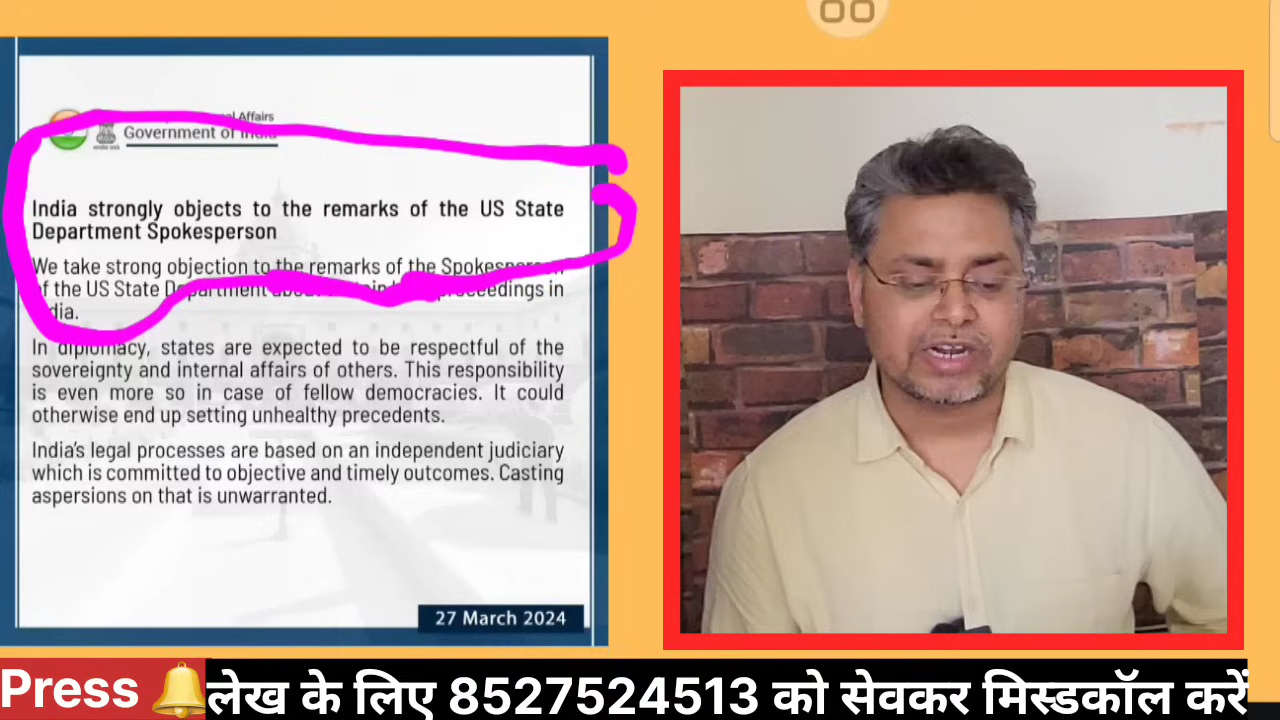 Affairs
Government of India
India strongly objects to the remarks of the US State
Department Spokesperson
We take strong objection to the remarks of the Spokesperson
of the US State Department about proceedings in
India.
In diplomacy, states are expected to be respectful of the
sovereignty and internal affairs of others. This responsibility
is even more so in case of fellow democracies. It could
otherwise end up setting unhealthy precedents.
India's legal processes are based on an independent judiciary
which is committed to objective and timely outcomes. Casting
aspersions on that is unwarranted.
27 March 2024
Press लेख के लिए 8527524513 को सेवकर मिस्डकॉल करें